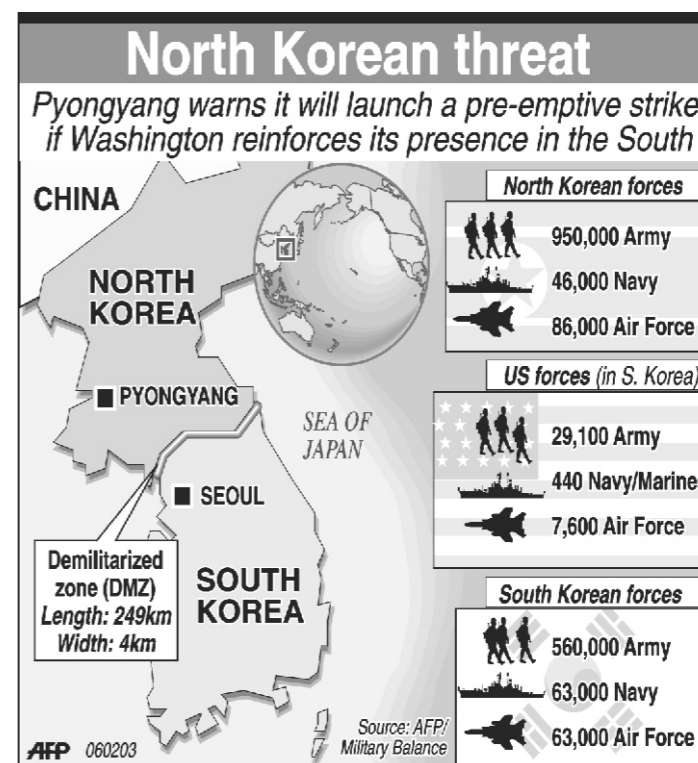 North Korean threat
Pyongyang warns it will launch a pre-emptive strike
if Washington reinforces its presence in the South
CHINA
NORTH
KOREA
PYONGYANG
SEA OF
JAPAN
SEOUL
Demilitarized
zone (DMZ)
Length: 249km
Width: 4km
SOUTH
KOREA
North Korean forces
950,000 Army
46,000 Navy
86,000 Air Force
US forces (in S. Korea)
29,100 Army
440 Navy/Marine
7,600 Air Force
South Korean forces
560,000 Army
63,000 Navy
63,000 Air Force
Source: AFP/
Military Balance
AFP 060203